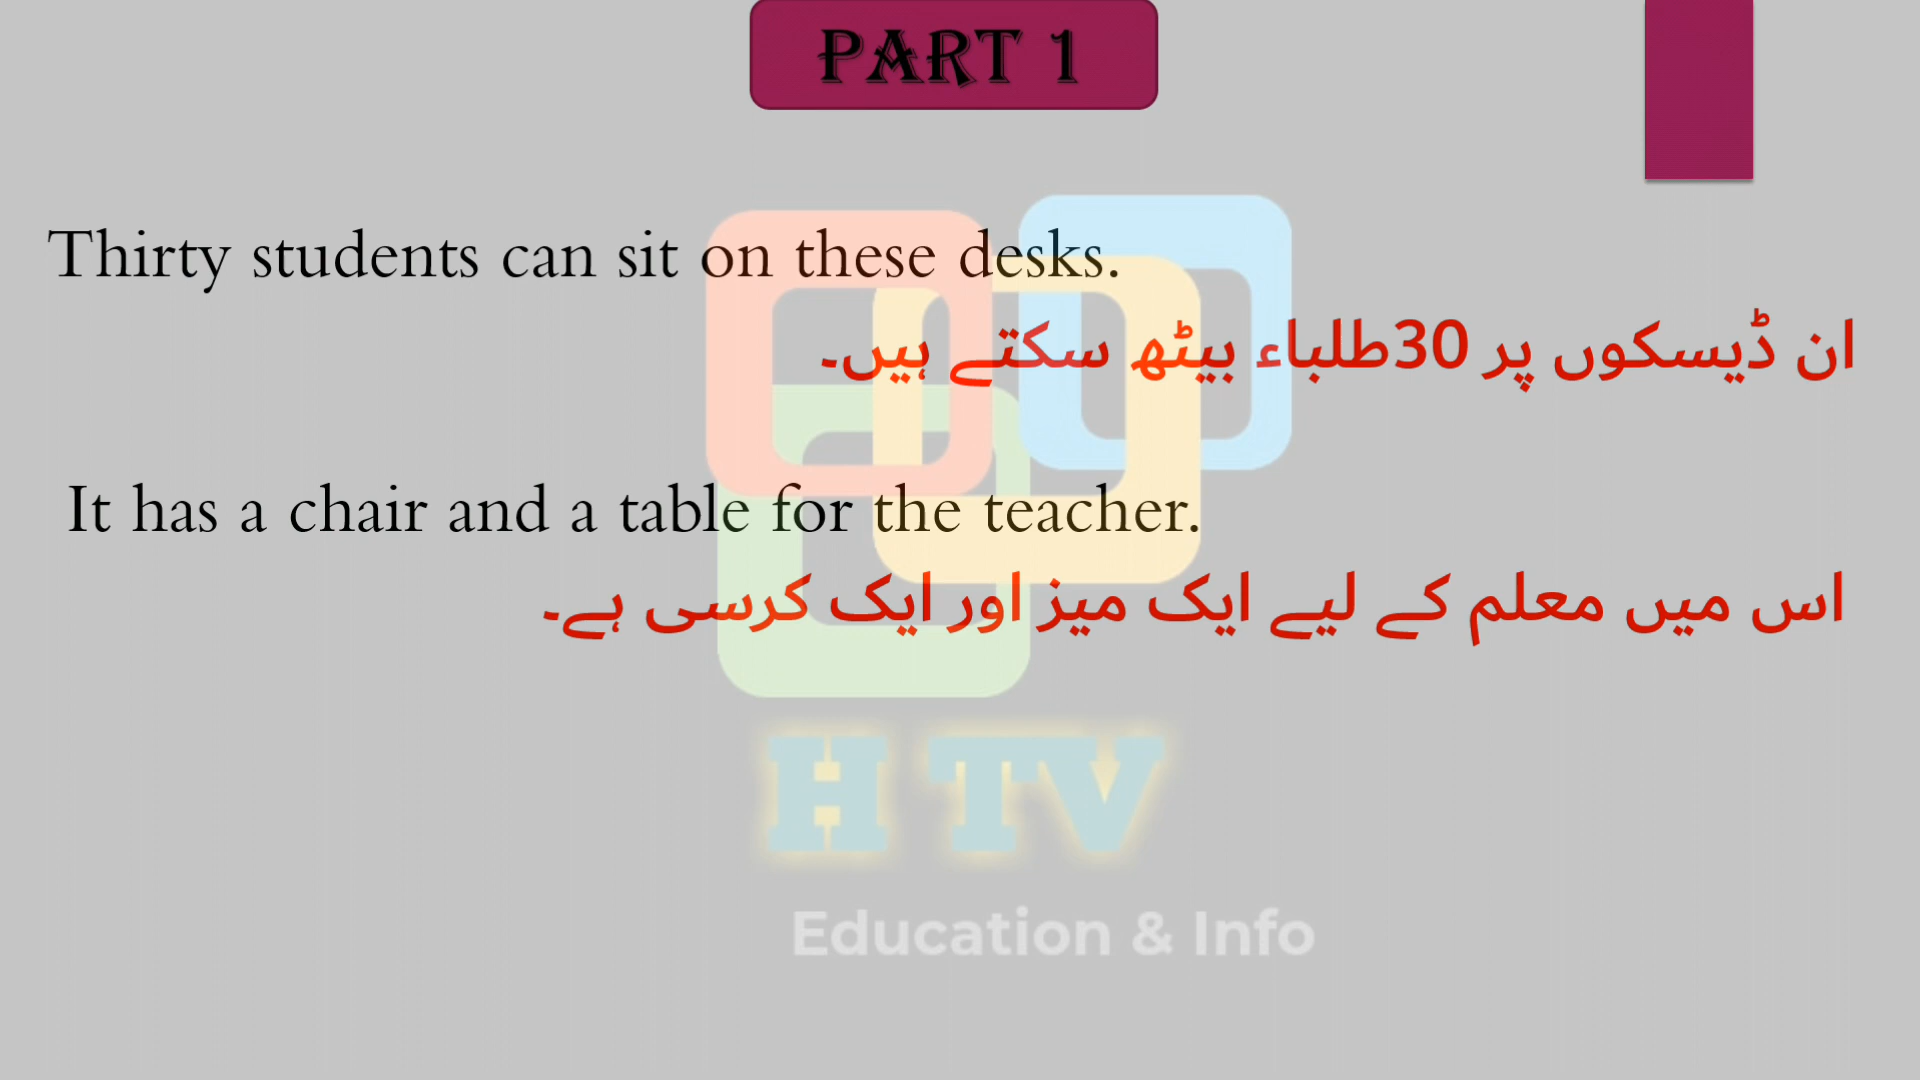 PART 1
Thirty students can sit on these desks.
ان ڈیسکوں پر 30طلباء بیٹھ سکتے ہیں۔
It has a chair and a table for the teacher.
اس میں معلم کے لیے ایک میز اور ایک کرسی ہے۔
H TV
Education & Info